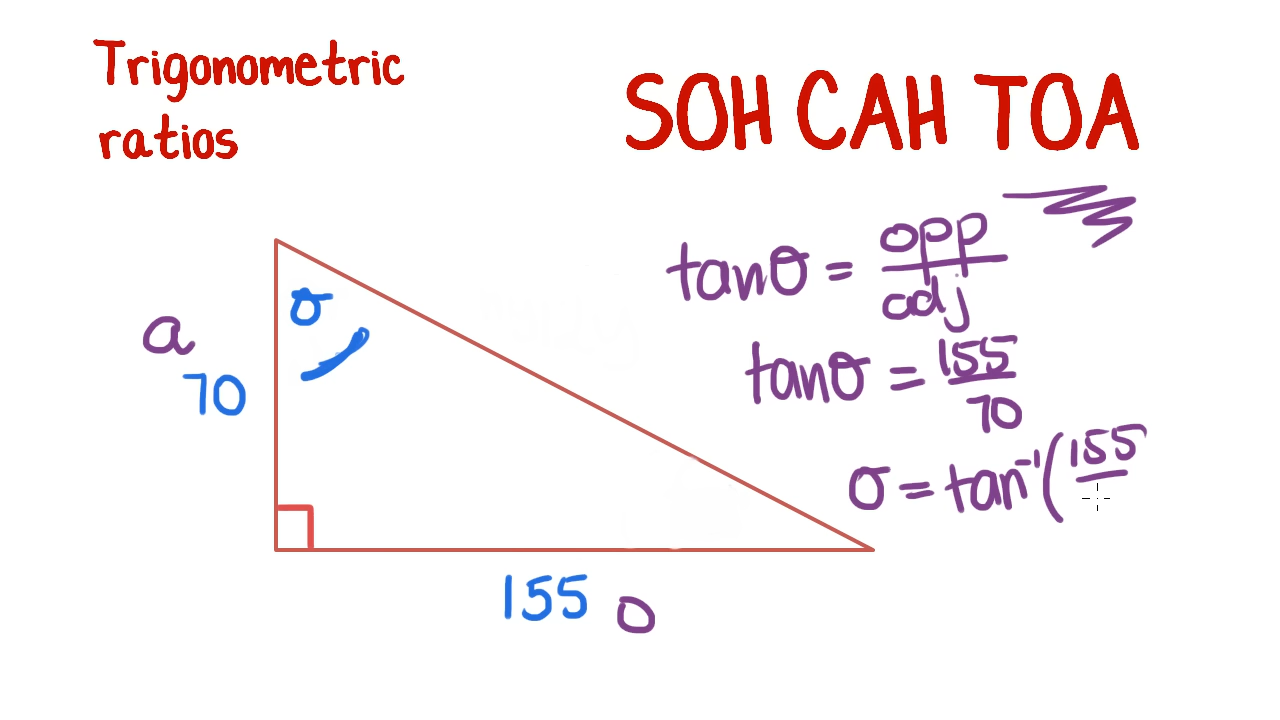 Trigonometric
ratios
SOH CAH TOA
tanθ = opp
adj
tanθ = 155
70
σ = tan⁻¹(155
σ
a
70
155 o